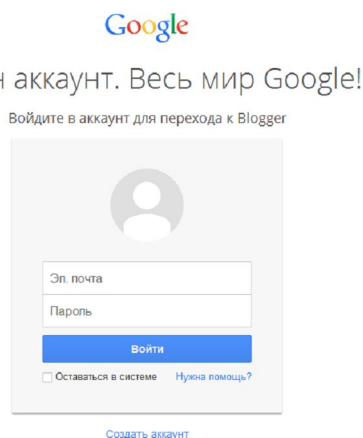 Google
аккаунт. Весь мир Google!
Войдите в аккаунт для перехода к Blogger
Эл. почта
Пароль
Войти
Оставаться в системе Нужна помощь?
Создать аккаунт